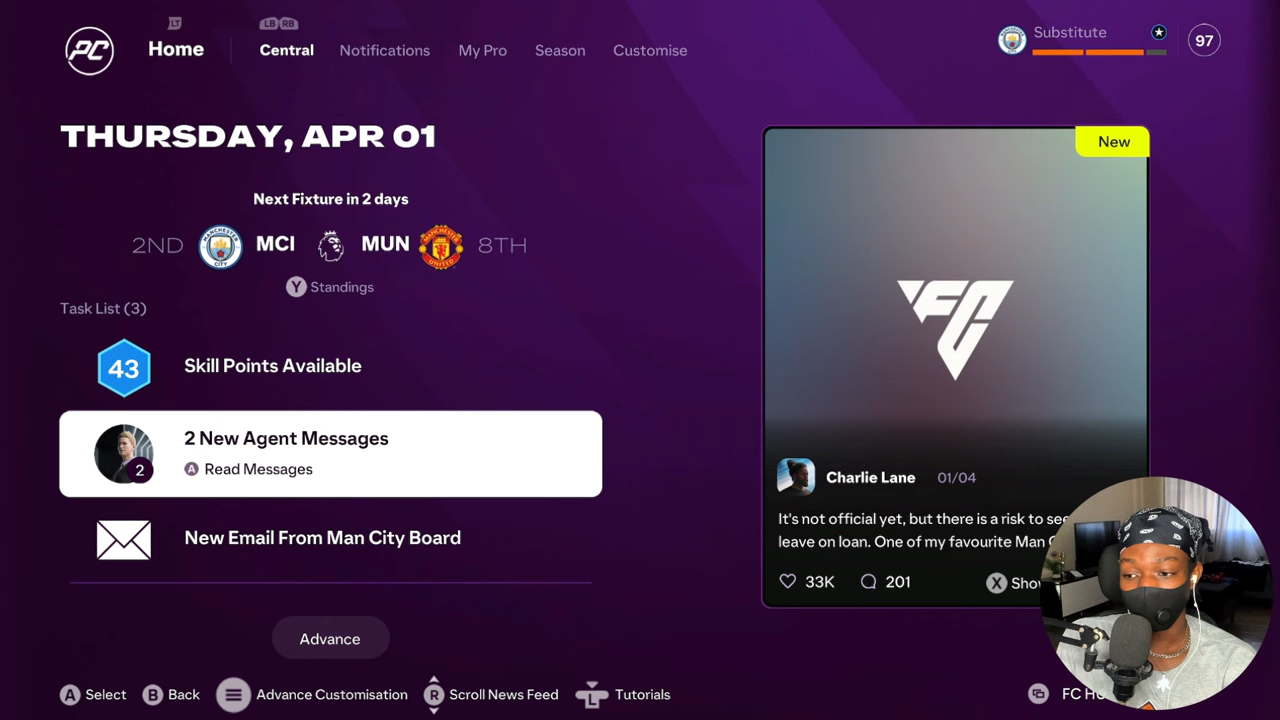 LT
LB RB
PC
Home
Central
Notifications
My Pro
Season
Customise
Substitute
97
THURSDAY, APR 01
Next Fixture in 2 days
2ND
MCI
MUN
8TH
Y Standings
Task List (3)
43
Skill Points Available
2
2 New Agent Messages
A Read Messages
New Email From Man City Board
Advance
New
FC
Charlie Lane
01/04
It's not official yet, but there is a risk to
leave on loan. One of my favourite Man
33K
201
X
A Select
B Back
Advance Customisation
R Scroll News Feed
L Tutorials
FC